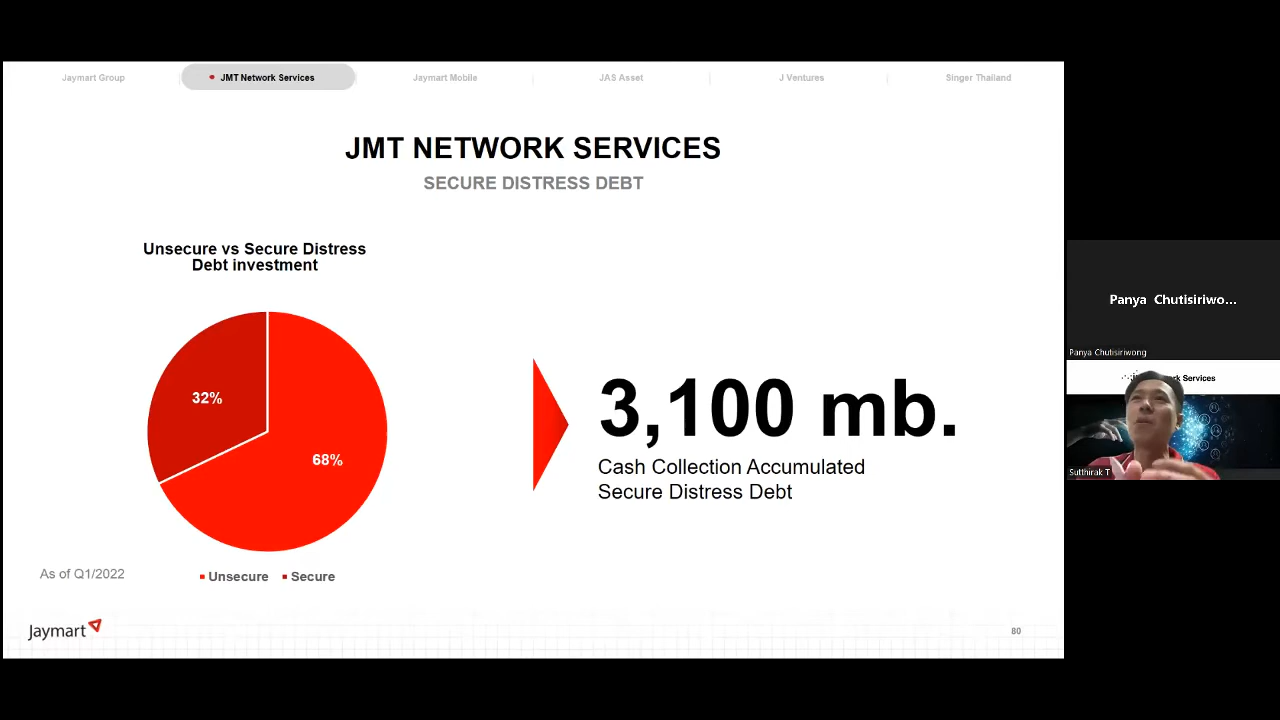 Jaymart Group
JMT Network Services
Jaymart Mobile
JAS Asset
J Ventures
Singer Thailand
JMT NETWORK SERVICES
SECURE DISTRESS DEBT
Unsecure vs Secure Distress
Debt investment
32%
68%
Unsecure
Secure
As of Q1/2022
3,100 mb.
Cash Collection Accumulated
Secure Distress Debt
Jaymart
80
Panya Chutisiriwo...
Panya Chutisiriwong
Services
Sutthirak T